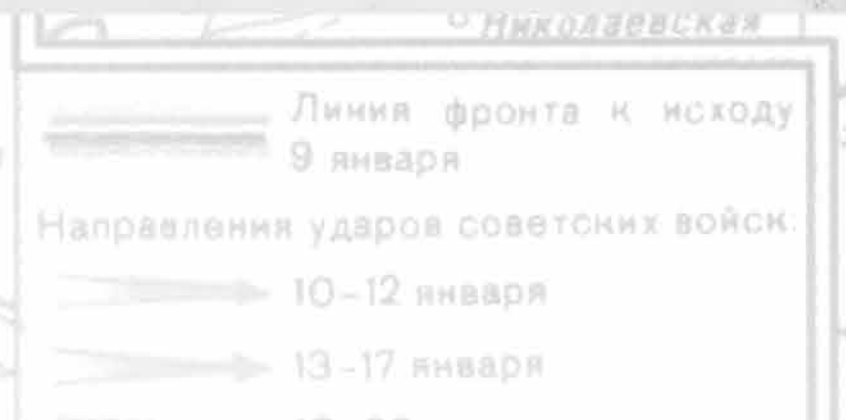 Николаевская
Линия фронта к исходу
9 января
Направления ударов советских войск:
10-12 января
13-17 января